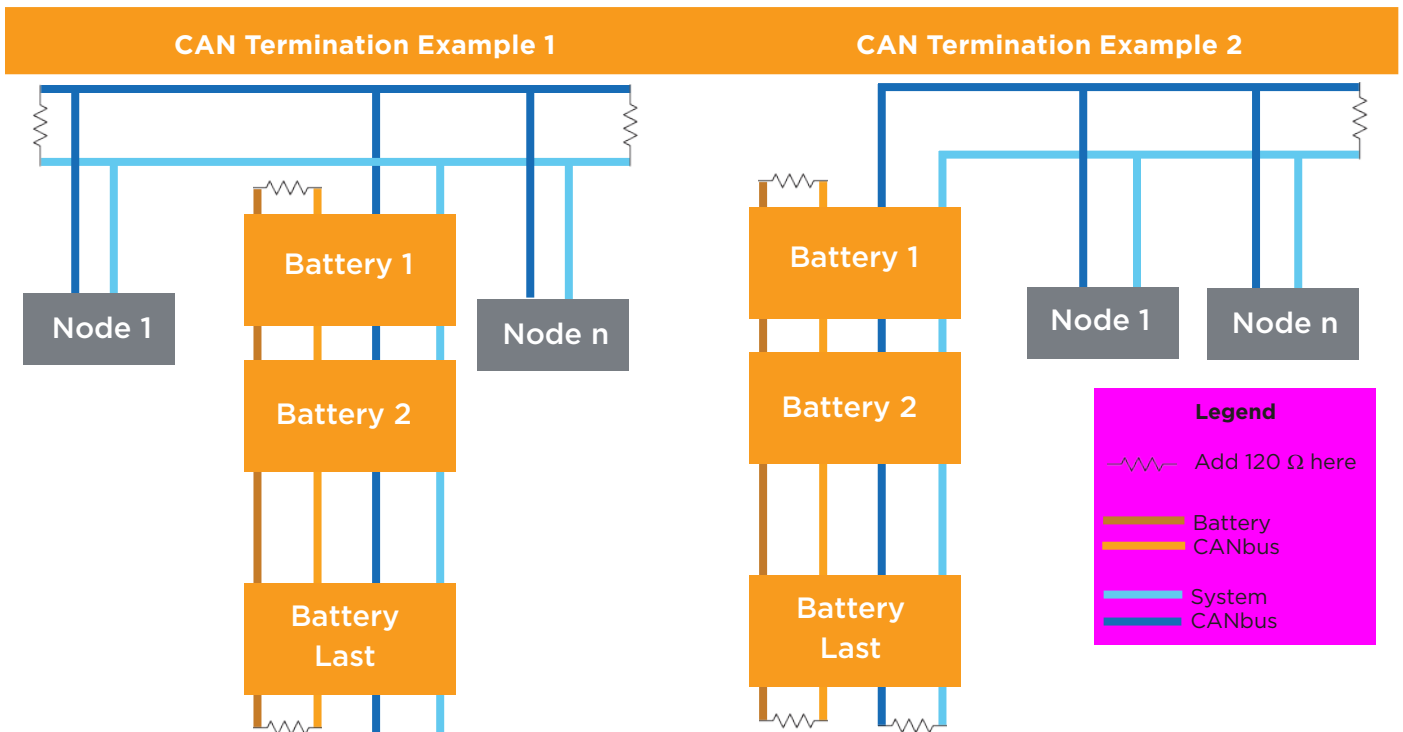 CAN Termination Example 1
CAN Termination Example 2
Battery 1
Node 1
Node n
Battery 2
Battery
Last
Battery 1
Node 1
Node n
Battery 2
Battery
Last
Legend
Add 120 Ω here
Battery
CANbus
System
CANbus